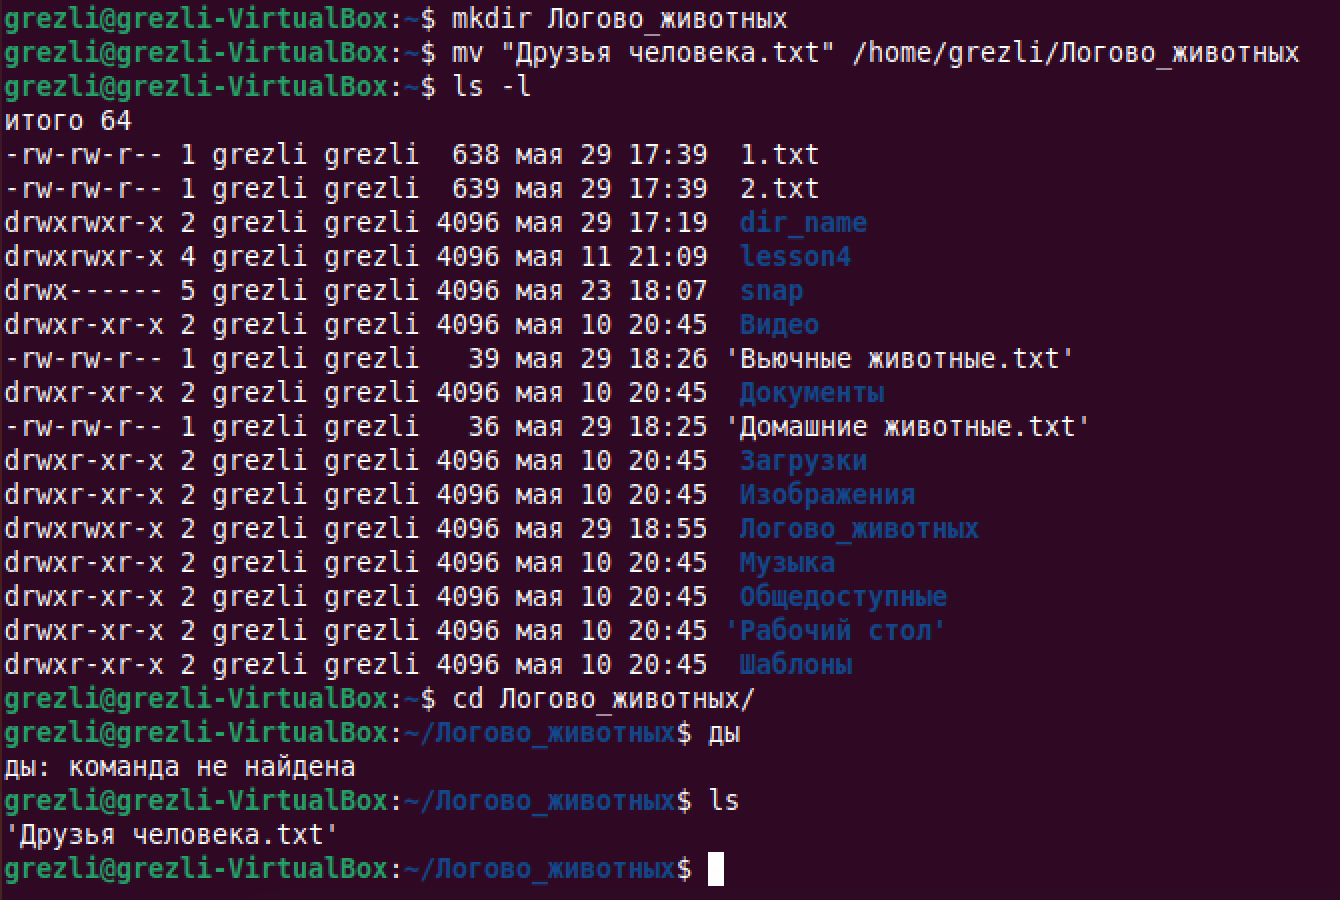 grezli@grezli-VirtualBox:~$ mkdir Логово_животных
grezli@grezli-VirtualBox:~$ mv "Друзья человека.txt" /home/grezli/Логово_животных
grezli@grezli-VirtualBox:~$ ls -l
итого 64
-rw-rw-r-- 1 grezli grezli  638 мая 29 17:39  1.txt
-rw-rw-r-- 1 grezli grezli  639 мая 29 17:39  2.txt
drwxrwxr-x 2 grezli grezli 4096 мая 29 17:19  dir_name
drwxrwxr-x 4 grezli grezli 4096 мая 11 21:09  lesson4
drwx------ 5 grezli grezli 4096 мая 23 18:07  snap
drwxr-xr-x 2 grezli grezli 4096 мая 10 20:45  Видео
-rw-rw-r-- 1 grezli grezli   39 мая 29 18:26 'Вьючные животные.txt'
drwxr-xr-x 2 grezli grezli 4096 мая 10 20:45  Документы
-rw-rw-r-- 1 grezli grezli   36 мая 29 18:25 'Домашние животные.txt'
drwxr-xr-x 2 grezli grezli 4096 мая 10 20:45  Загрузки
drwxr-xr-x 2 grezli grezli 4096 мая 10 20:45  Изображения
drwxrwxr-x 2 grezli grezli 4096 мая 29 18:55  Логово_животных
drwxr-xr-x 2 grezli grezli 4096 мая 10 20:45  Музыка
drwxr-xr-x 2 grezli grezli 4096 мая 10 20:45  Общедоступные
drwxr-xr-x 2 grezli grezli 4096 мая 10 20:45 'Рабочий стол'
drwxr-xr-x 2 grezli grezli 4096 мая 10 20:45  Шаблоны
grezli@grezli-VirtualBox:~$ cd Логово_животных/
grezli@grezli-VirtualBox:~/Логово_животных$ ды
ды: команда не найдена
grezli@grezli-VirtualBox:~/Логово_животных$ ls
'Друзья человека.txt'
grezli@grezli-VirtualBox:~/Логово_животных$